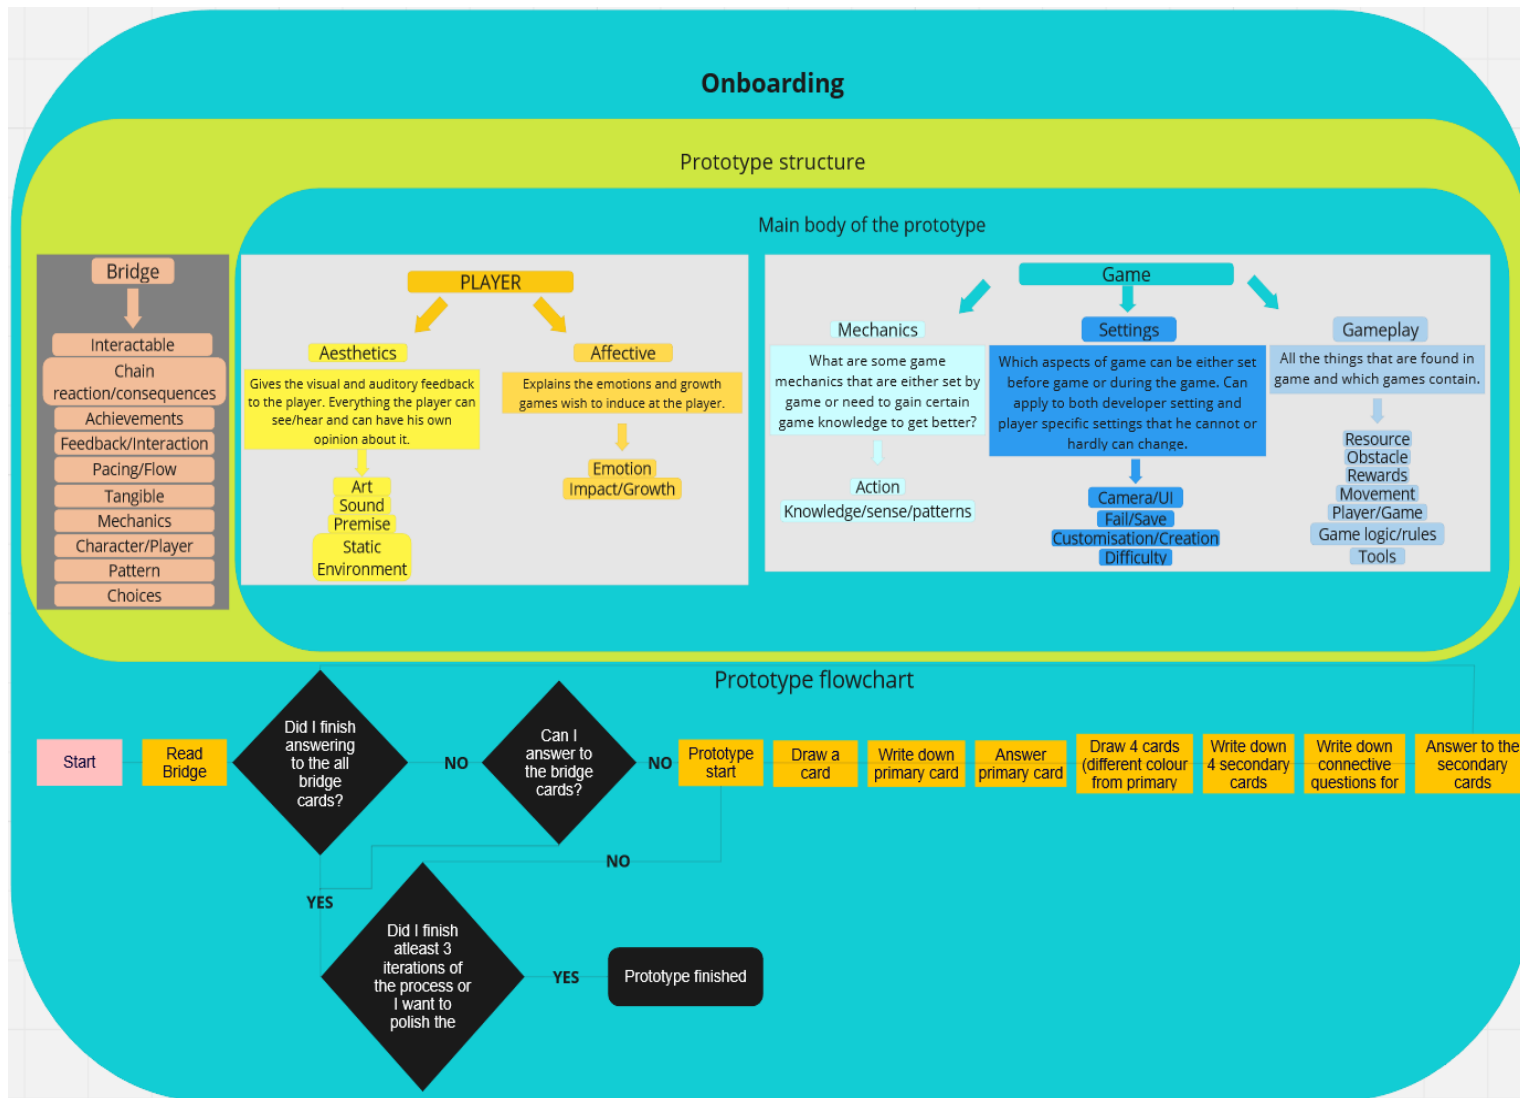 Onboarding
Prototype structure
Main body of the prototype
Bridge
Interactable
Chain
reaction/consequences
Achievements
Feedback/Interaction
Pacing/Flow
Tangible
Mechanics
Character/Player
Pattern
Choices
PLAYER
Aesthetics
Gives the visual and auditory feedback
to the player. Everything the player can
see/hear and can have his own
opinion about it.
Art
Sound
Premise
Static
Environment
Affective
Explains the emotions and growth
games wish to induce at the player.
Emotion
Impact/Growth
Game
Mechanics
What are some game
mechanics that are either set by
game or need to gain certain
game knowledge to get better?
Action
Knowledge/sense/patterns
Settings
Which aspects of game can be either set
before game or during the game. Can
apply to both developer setting and
player specific settings that he cannot or
hardly can change.
Camera/UI
Fail/Save
Customisation/Creation
Difficulty
Gameplay
All the things that are found in
game and which games contain.
Resource
Obstacle
Rewards
Movement
Player/Game
Game logic/rules
Tools
Prototype flowchart
Start
Read
Bridge
Did I finish
answering
to the all
bridge
cards?
NO
Can I
answer to
the bridge
cards?
NO
Prototype
start
Draw a
card
Write down
primary card
Answer
primary card
Draw 4 cards
(different colour
from primary
Write down
4 secondary
cards
Write down
connective
questions for
Answer to the
secondary
cards
NO
YES
Did I finish
atleast 3
iterations of
the process or
I want to
polish the
YES
Prototype finished